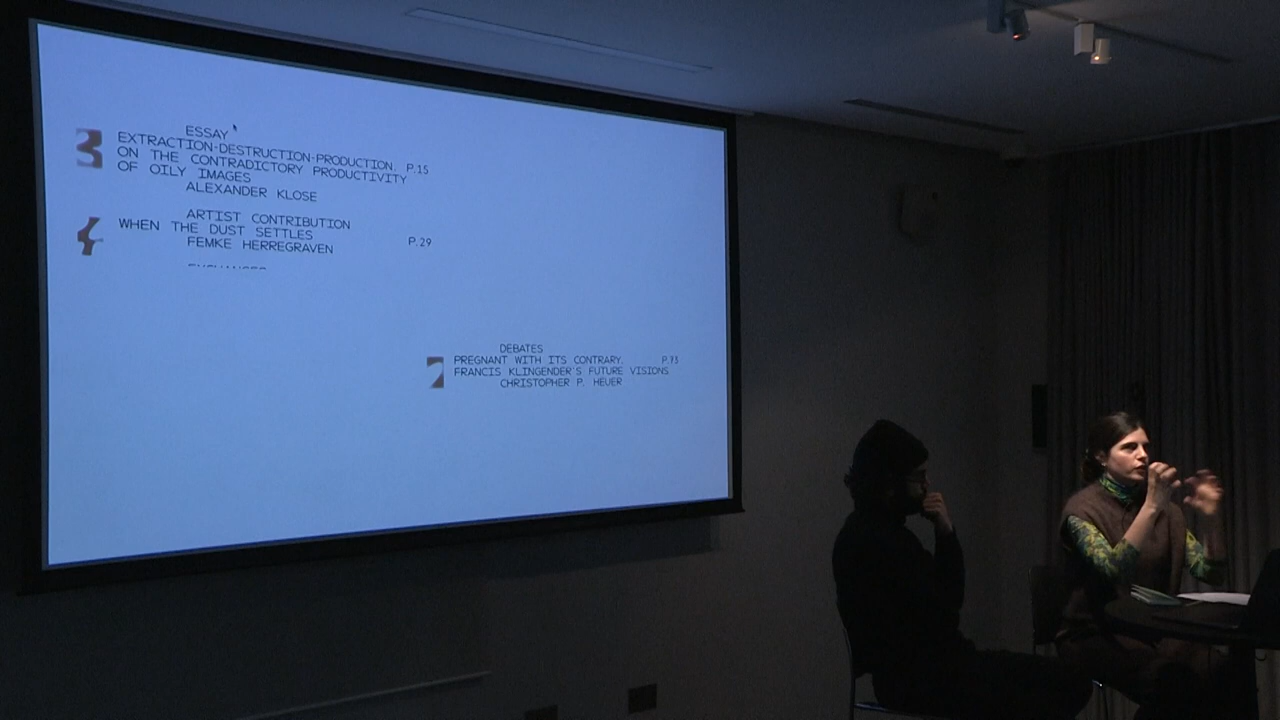 ESSAY
3 EXTRACTION-DESTRUCTION-PRODUCTION. P.15
ON THE CONTRADICTORY PRODUCTIVITY
OF OILY IMAGES
ALEXANDER KLOSE
ARTIST CONTRIBUTION
4 WHEN THE DUST SETTLES
FEMKE HERREGRAVEN P.29
DEBATES
7 PREGNANT WITH ITS CONTRARY. P.73
FRANCIS KLINGENDER'S FUTURE VISIONS
CHRISTOPHER P. HEUER